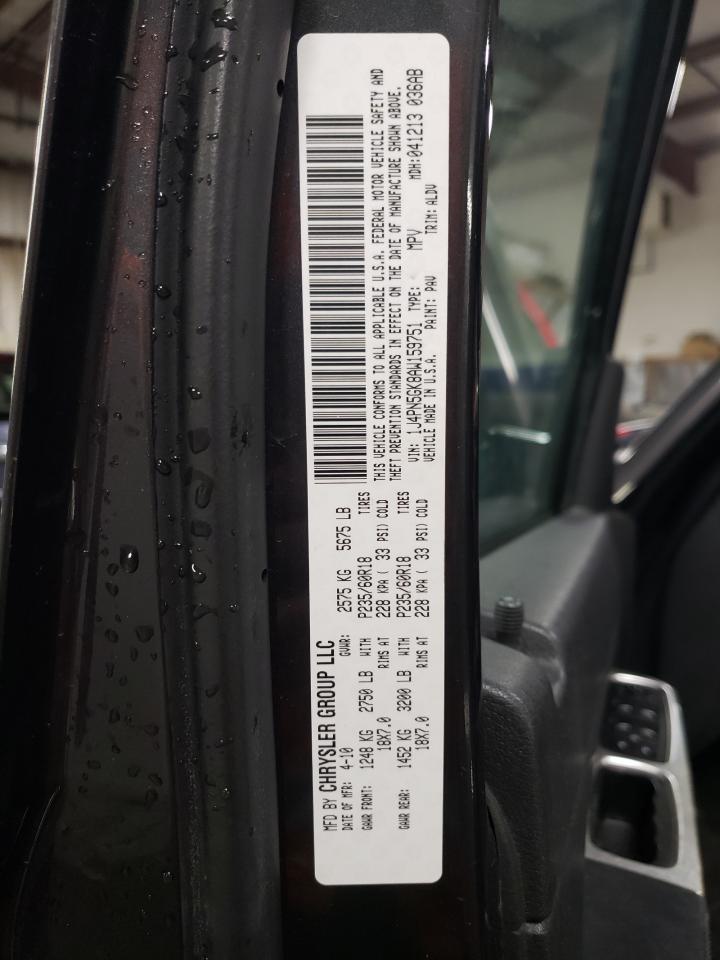 MFD BY CHRYSLER GROUP LLC
DATE OF MFR: 4-10 GVWR: 2575 KG 5675 LB
GAWR FRONT: 1248 KG 2750 LB WITH P235/60R18 TIRES
18X7.0 RIMS AT 228 KPA ( 33 PSI) COLD
GAWR REAR: 1452 KG 3200 LB WITH P235/60R18 TIRES
18X7.0 RIMS AT 228 KPA ( 33 PSI) COLD
THIS VEHICLE CONFORMS TO ALL APPLICABLE U.S.A. FEDERAL MOTOR VEHICLE SAFETY AND
THEFT PREVENTION STANDARDS IN EFFECT ON THE DATE OF MANUFACTURE SHOWN ABOVE.
VIN: 1J4PN5GK8AW159751 TYPE: MPV MDH:041213 036AB
VEHICLE MADE IN U.S.A. PAINT: PAV TRIM: ALDV